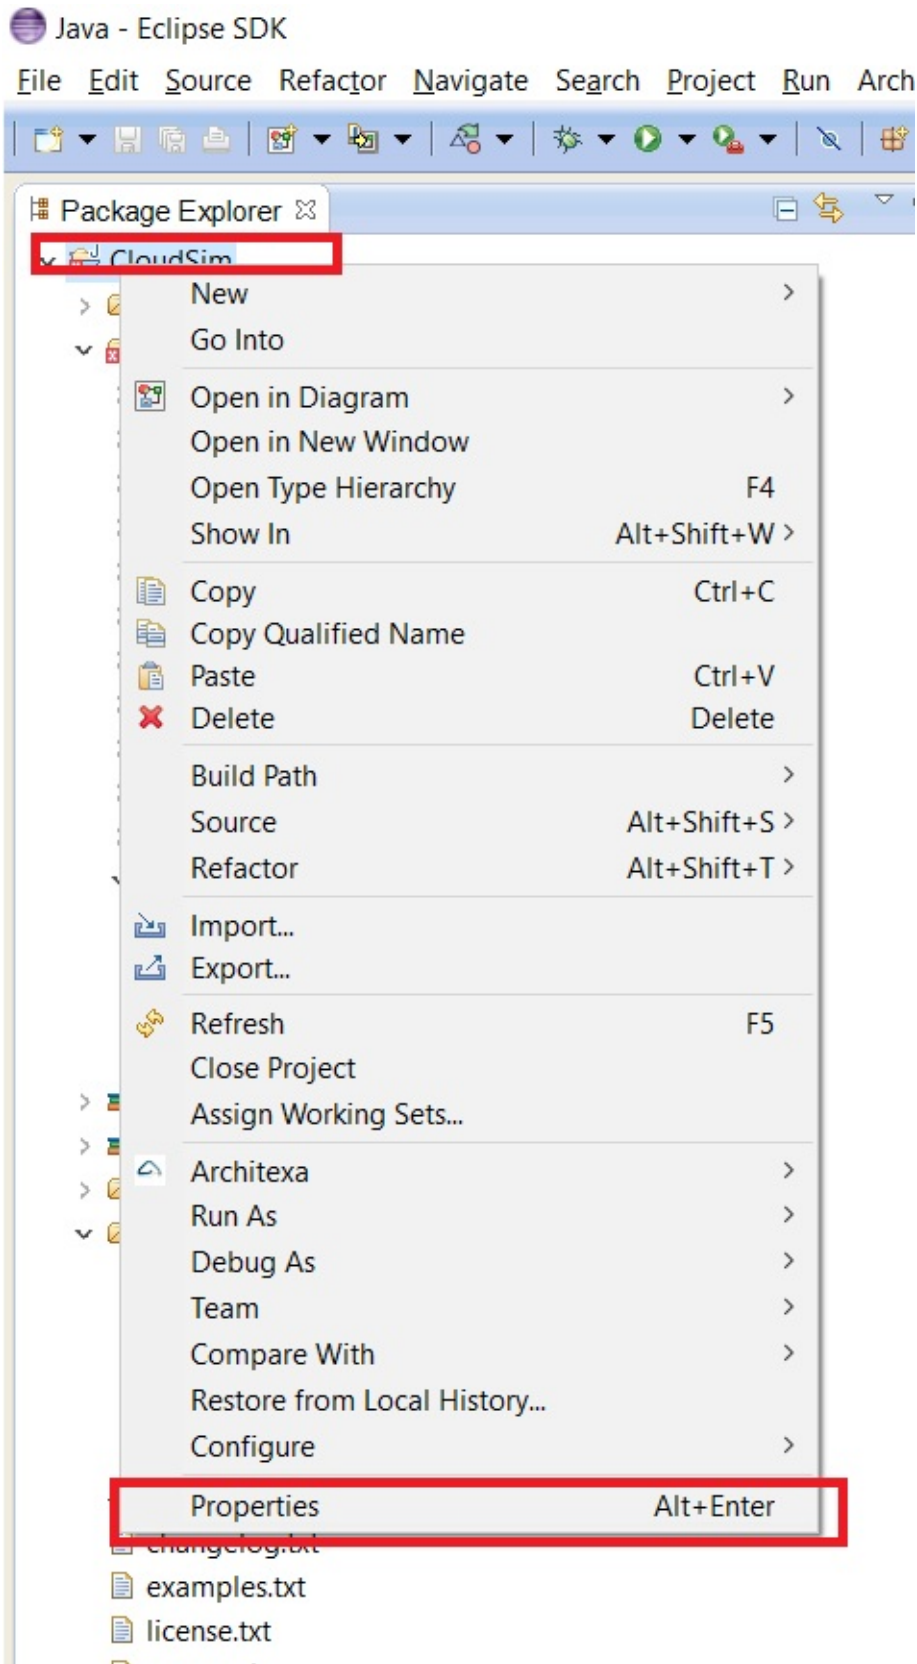 Java - Eclipse SDK
File Edit Source Refactor Navigate Search Project Run Arch
Package Explorer
CloudSim
New
Go Into
Open in Diagram
Open in New Window
Open Type Hierarchy F4
Show In Alt+Shift+W
Copy Ctrl+C
Copy Qualified Name
Paste Ctrl+V
Delete Delete
Build Path
Source Alt+Shift+S
Refactor Alt+Shift+T
Import...
Export...
Refresh F5
Close Project
Assign Working Sets...
Architexa
Run As
Debug As
Team
Compare With
Restore from Local History...
Configure
Properties Alt+Enter
changelog.txt
examples.txt
license.txt